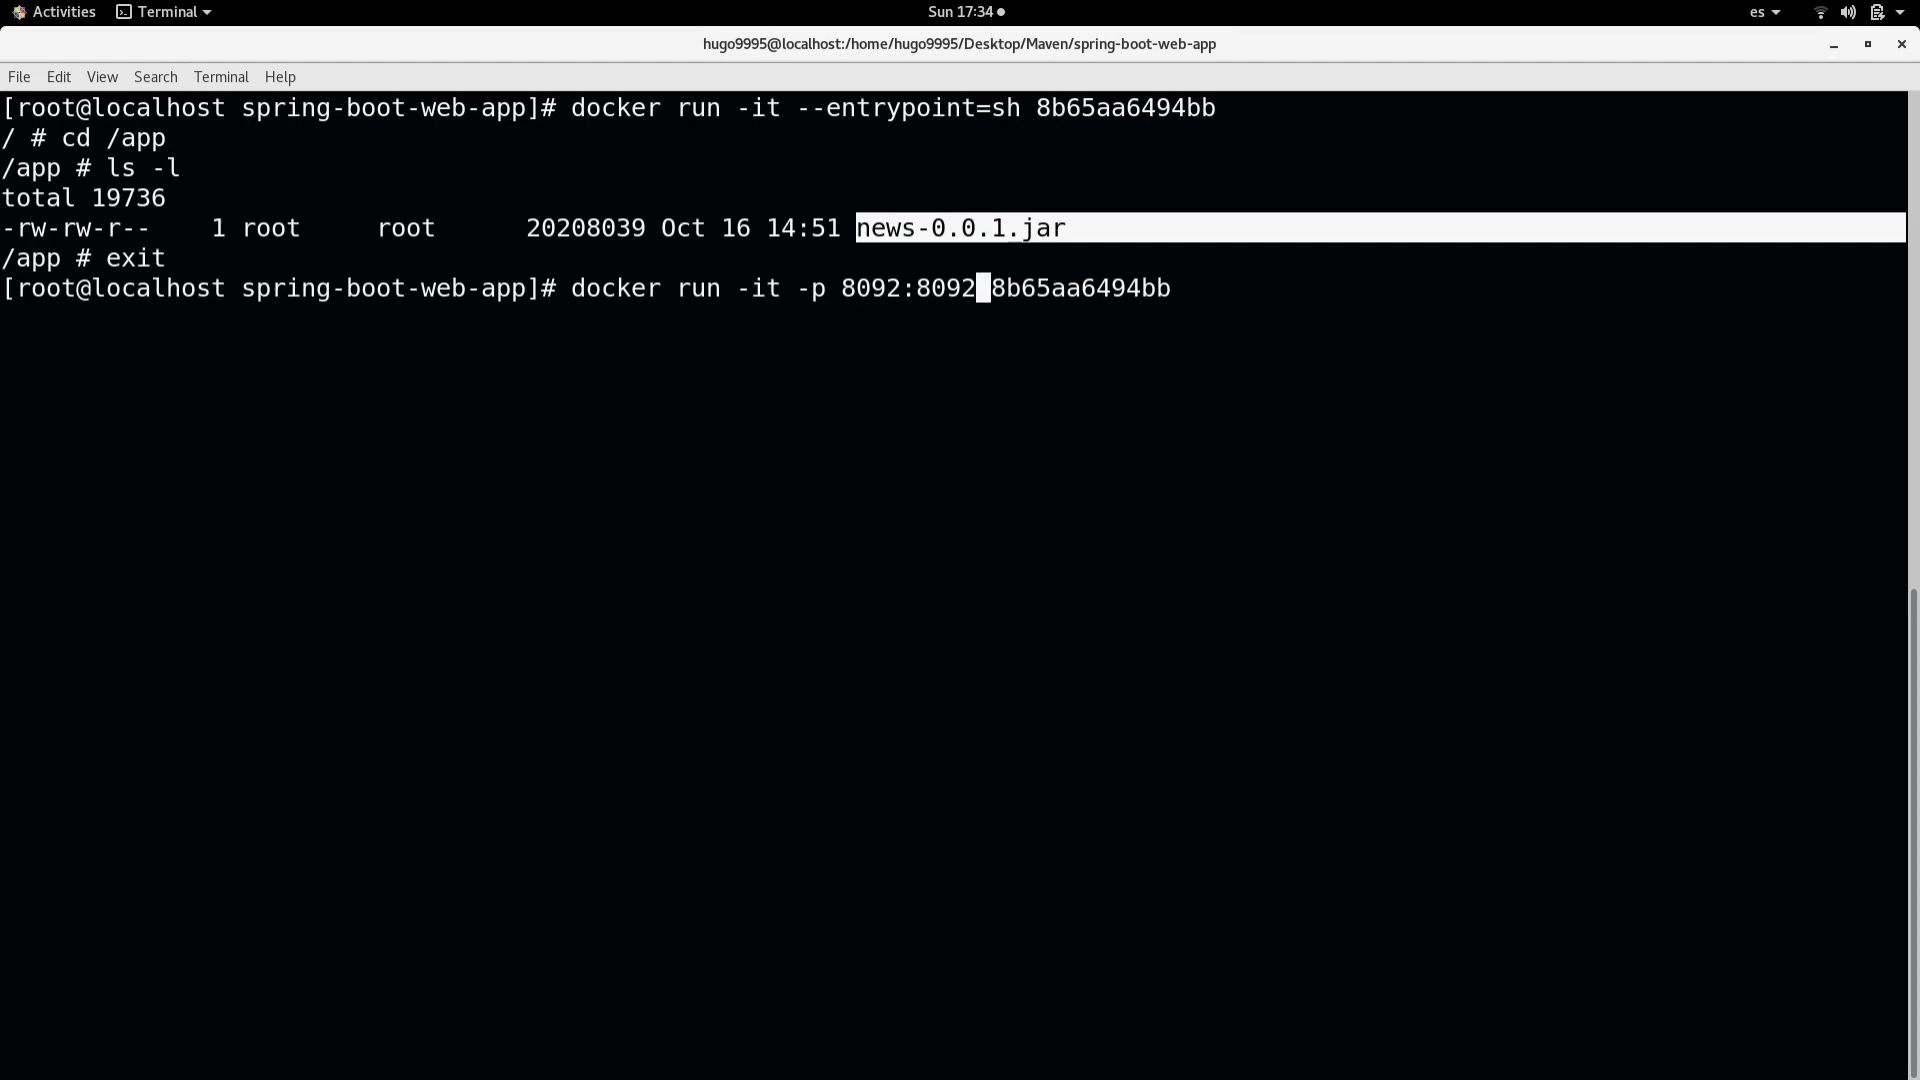 Activities Terminal Sun 17:34 es
hugo9995@localhost:/home/hugo9995/Desktop/Maven/spring-boot-web-app
File Edit View Search Terminal Help
[root@localhost spring-boot-web-app]# docker run -it --entrypoint=sh 8b65aa6494bb
/ # cd /app
/app # ls -l
total 19736
-rw-rw-r--    1 root     root      20208039 Oct 16 14:51 news-0.0.1.jar
/app # exit
[root@localhost spring-boot-web-app]# docker run -it -p 8092:8092 8b65aa6494bb